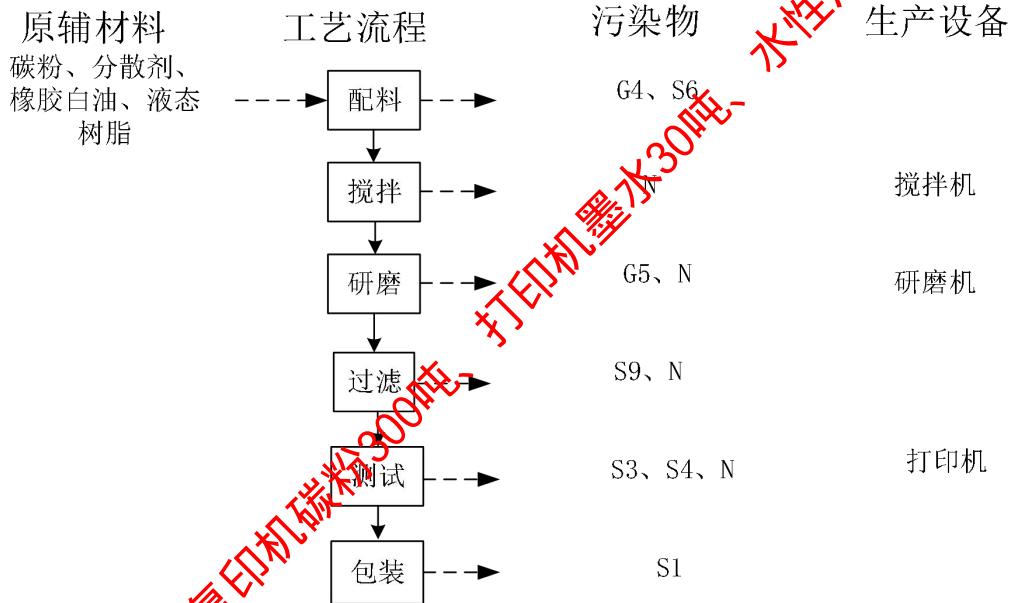 原辅材料 工艺流程 污染物 生产设备
碳粉、分散剂、
橡胶白油、液态
树脂
配料 G4、S6
搅拌 N 搅拌机
研磨 G5、N 研磨机
过滤 S9、N
测试 S3、S4、N 打印机
包装 S1
复印机碳粉300吨、打印机墨水30吨、水性